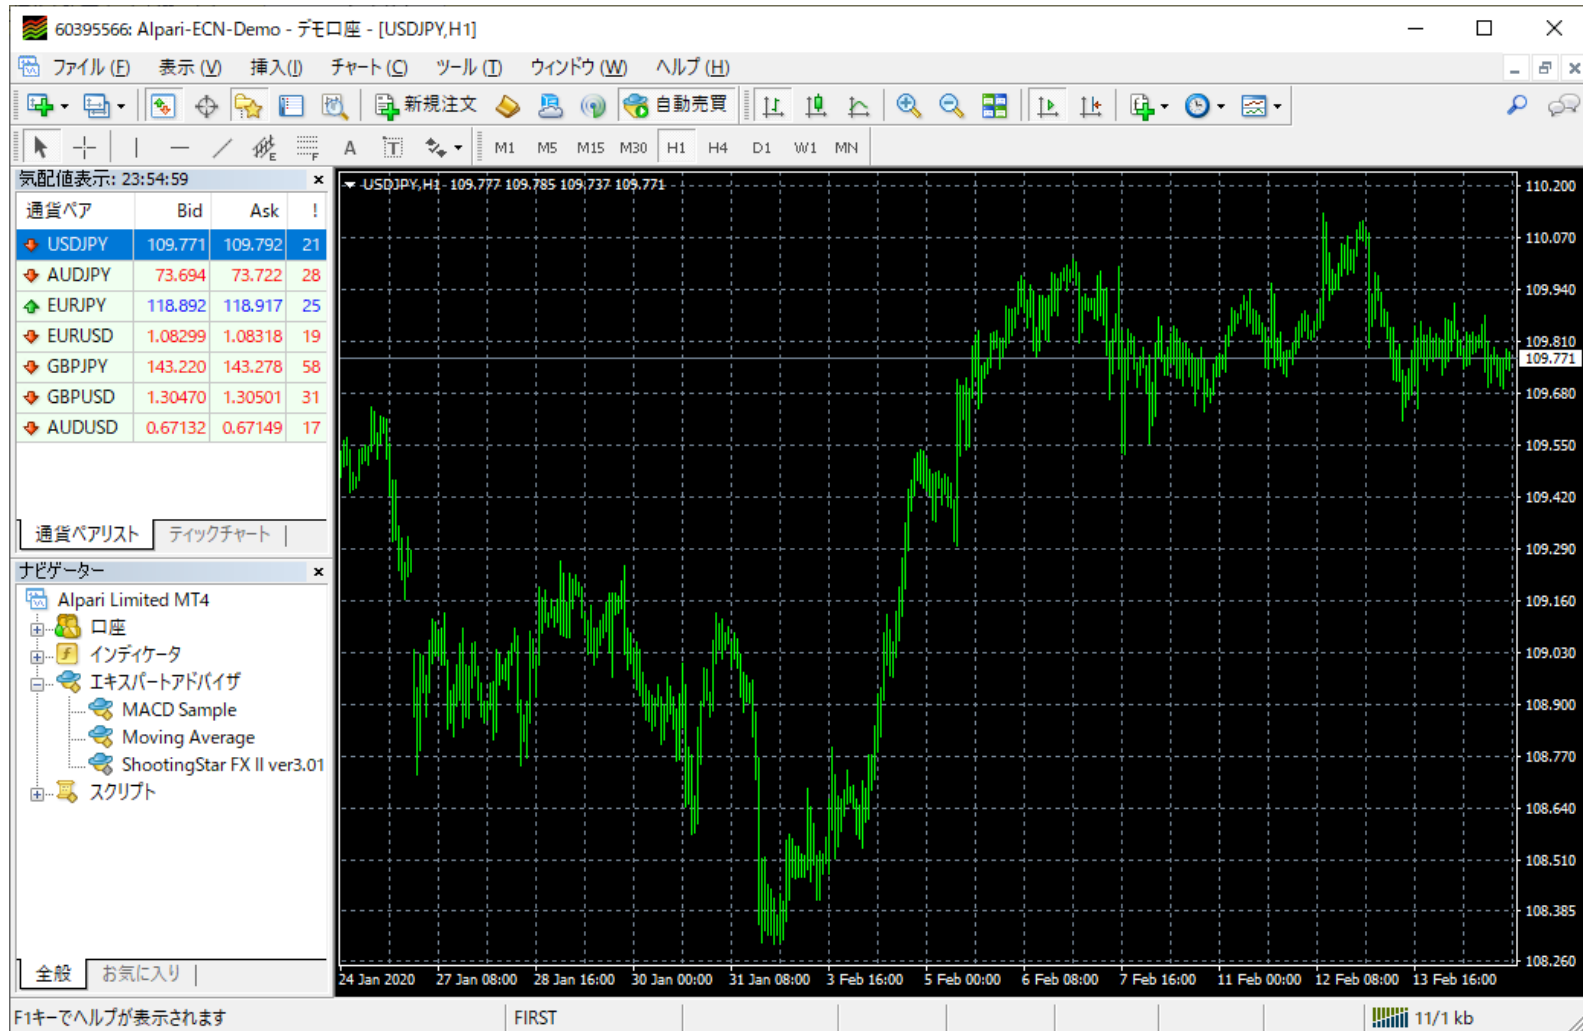 60395566: Alpari-ECN-Demo - デモ口座 - [USDJPY,H1]
ファイル (F) 表示 (V) 挿入(I) チャート (C) ツール (T) ウィンドウ (W) ヘルプ (H)
新規注文 自動売買
E F A T M1 M5 M15 M30 H1 H4 D1 W1 MN
気配値表示: 23:54:59
通貨ペア Bid Ask !
USDJPY 109.771 109.792 21
AUDJPY 73.694 73.722 28
EURJPY 118.892 118.917 25
EURUSD 1.08299 1.08318 19
GBPJPY 143.220 143.278 58
GBPUSD 1.30470 1.30501 31
AUDUSD 0.67132 0.67149 17
通貨ペアリスト ティックチャート
ナビゲーター
Alpari Limited MT4
口座
インディケータ
エキスパートアドバイザ
MACD Sample
Moving Average
ShootingStar FX II ver3.01
スクリプト
全般 お気に入り
USDJPY,H1 109.777 109.785 109.737 109.771
110.200
110.070
109.940
109.810
109.771
109.680
109.550
109.420
109.290
109.160
109.030
108.900
108.770
108.640
108.510
108.385
108.260
24 Jan 2020 27 Jan 08:00 28 Jan 16:00 30 Jan 00:00 31 Jan 08:00 3 Feb 16:00 5 Feb 00:00 6 Feb 08:00 7 Feb 16:00 11 Feb 00:00 12 Feb 08:00 13 Feb 16:00
F1キーでヘルプが表示されます FIRST 11/1 kb